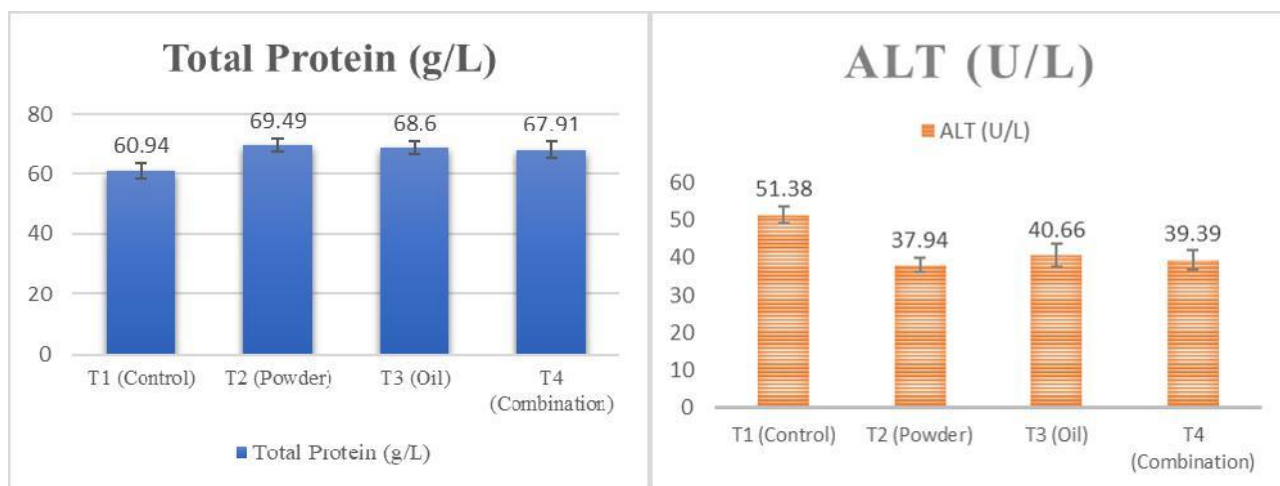 Total Protein (g/L)
80
60
40
20
0
60.94
69.49
68.6
67.91
T1 (Control)
T2 (Powder)
T3 (Oil)
T4
(Combination)
Total Protein (g/L)
ALT (U/L)
ALT (U/L)
60
50
40
30
20
10
0
51.38
37.94
40.66
39.39
T1 (Control)
T2 (Powder)
T3 (Oil)
T4
(Combination)